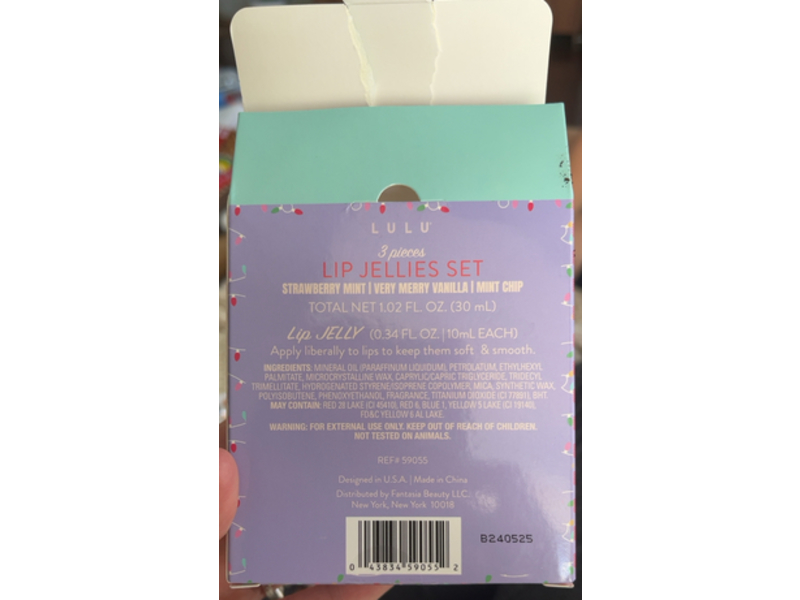 LULU
3 pieces
LIP JELLIES SET
STRAWBERRY MINT | VERY MERRY VANILLA | MINT CHIP
TOTAL NET 1.02 FL. OZ. (30 mL)
Lip JELLY (0.34 FL. OZ. | 10mL EACH)
Apply liberally to lips to keep them soft & smooth.
INGREDIENTS: MINERAL OIL (PARAFFINUM LIQUIDUM), PETROLATUM, ETHYLHEXYL
PALMITATE, MICROCRYSTALLINE WAX, CAPRYLIC/CAPRIC TRIGLYCERIDE, TRIDECYL
TRIMELLITATE, HYDROGENATED STYRENE/ISOPRENE COPOLYMER, MICA, SYNTHETIC WAX,
POLYISOBUTENE, PHENOXYETHANOL, FRAGRANCE, TITANIUM DIOXIDE (CI 77891), BHT.
MAY CONTAIN: RED 28 LAKE (CI 45410), RED 6, BLUE 1, YELLOW 5 LAKE (CI 19140),
FD&C YELLOW 6 AL LAKE.
WARNING: FOR EXTERNAL USE ONLY. KEEP OUT OF REACH OF CHILDREN.
NOT TESTED ON ANIMALS.
REF# 59055
Designed in U.S.A. | Made in China
Distributed by Fantasia Beauty LLC.
New York, New York 10018
B240525
0 43834 59055 2